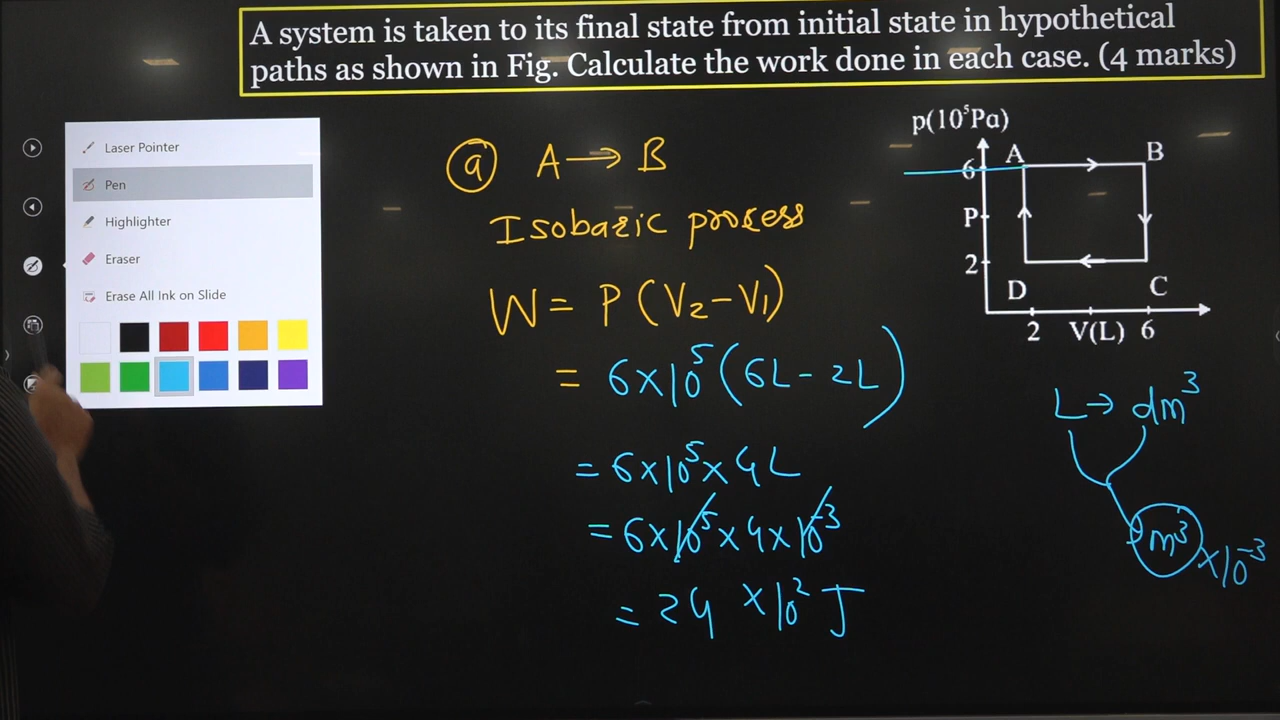 A system is taken to its final state from initial state in hypothetical
paths as shown in Fig. Calculate the work done in each case. (4 marks)
Laser Pointer
Pen
Highlighter
Eraser
Erase All Ink on Slide
ⓐ A → B
Isobaric process
W = P (V₂ – V₁)
= 6×10⁵ (6L – 2L)
= 6×10⁵ × 4L
= 6×10⁵ × 4×10⁻³
= 24 ×10² J
p(10⁵Pa)
6 A B
P
2
D C
2 V(L) 6
L → dm³
m³ ×10⁻³